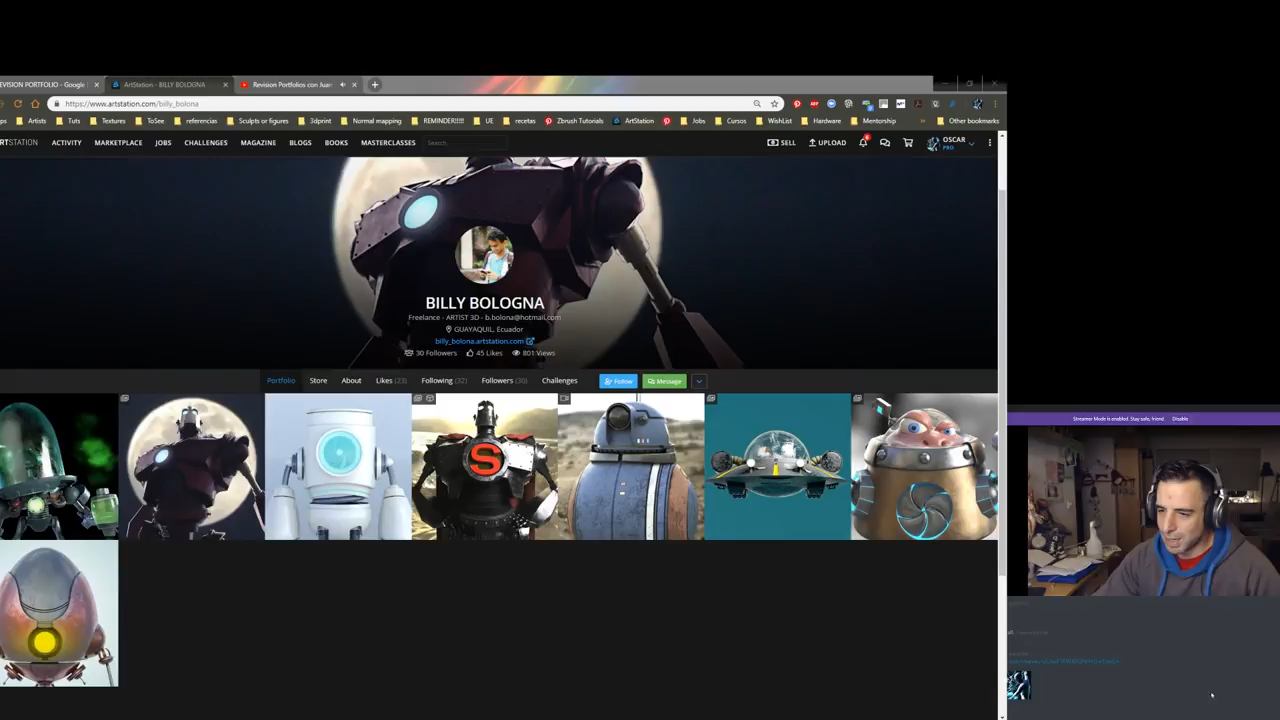 EVISION PORTFOLIO - Google
ArtStation - BILLY BOLOGNA
Revision Portfolios con Juan
https://www.artstation.com/billy_bolona
ps
Artists
Tuts
Textures
ToSee
referencias
Sculpts or figures
3dprint
Normal mapping
REMINDER!!!!
UE
recetas
Zbrush Tutorials
ArtStation
Jobs
Cursos
WishList
Hardware
Mentorship
»
Other bookmarks
RTSTATION
ACTIVITY
MARKETPLACE
JOBS
CHALLENGES
MAGAZINE
BLOGS
BOOKS
MASTERCLASSES
Search
SELL
UPLOAD
6
OSCAR
PRO
BILLY BOLOGNA
Freelance - ARTIST 3D - b.bolona@hotmail.com
GUAYAQUIL, Ecuador
billy_bolona.artstation.com
30 Followers 45 Likes 801 Views
Portfolio
Store
About
Likes (23)
Following (32)
Followers (30)
Challenges
Follow
Message
S
Streamer Mode is enabled. Stay safe, friend. Disable